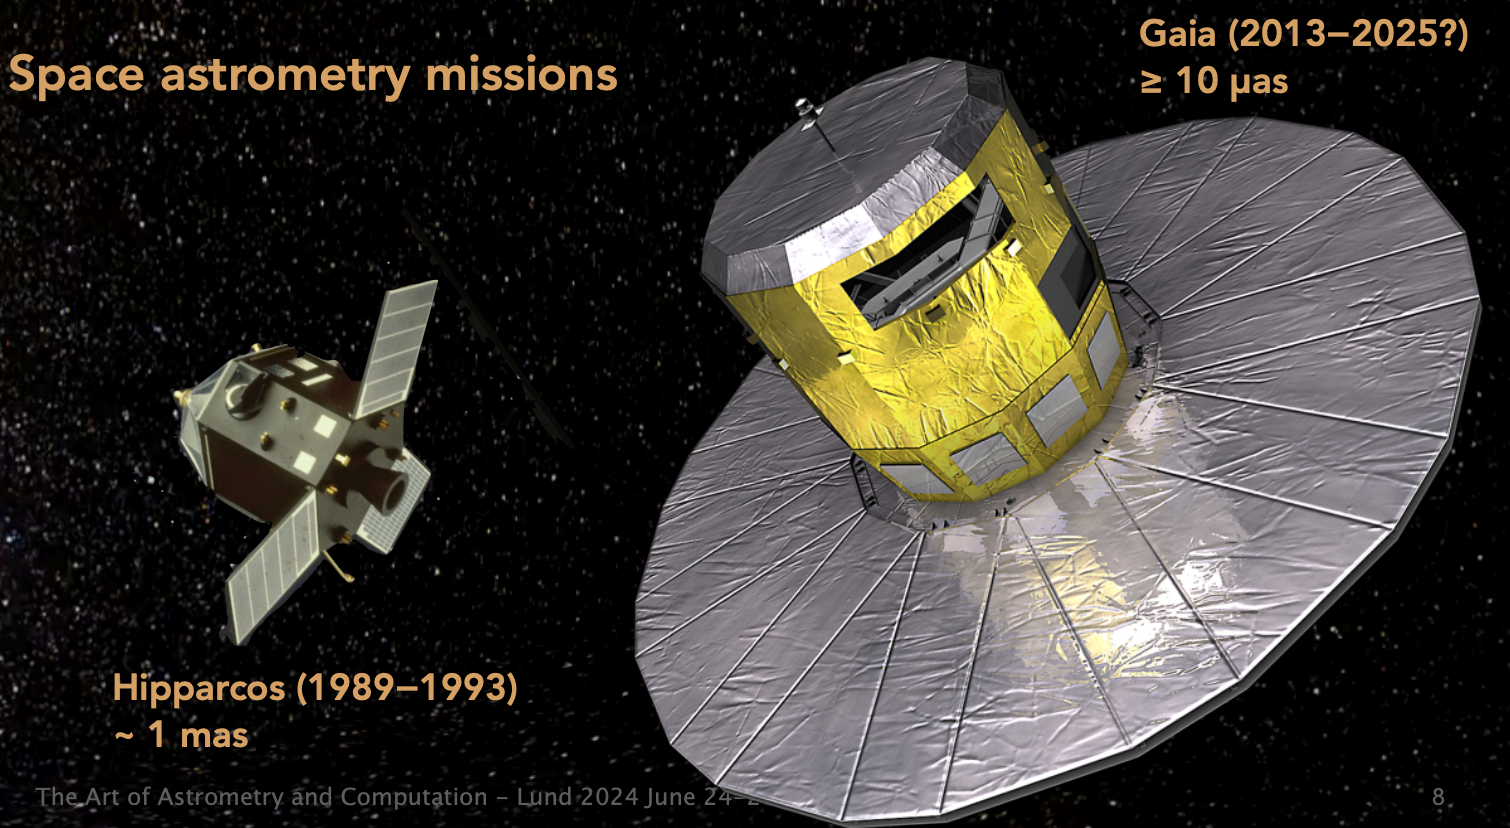 Space astrometry missions
Gaia (2013–2025?)
≥ 10 μas
Hipparcos (1989–1993)
~ 1 mas
The Art of Astrometry and Computation – Lund 2024 June
8